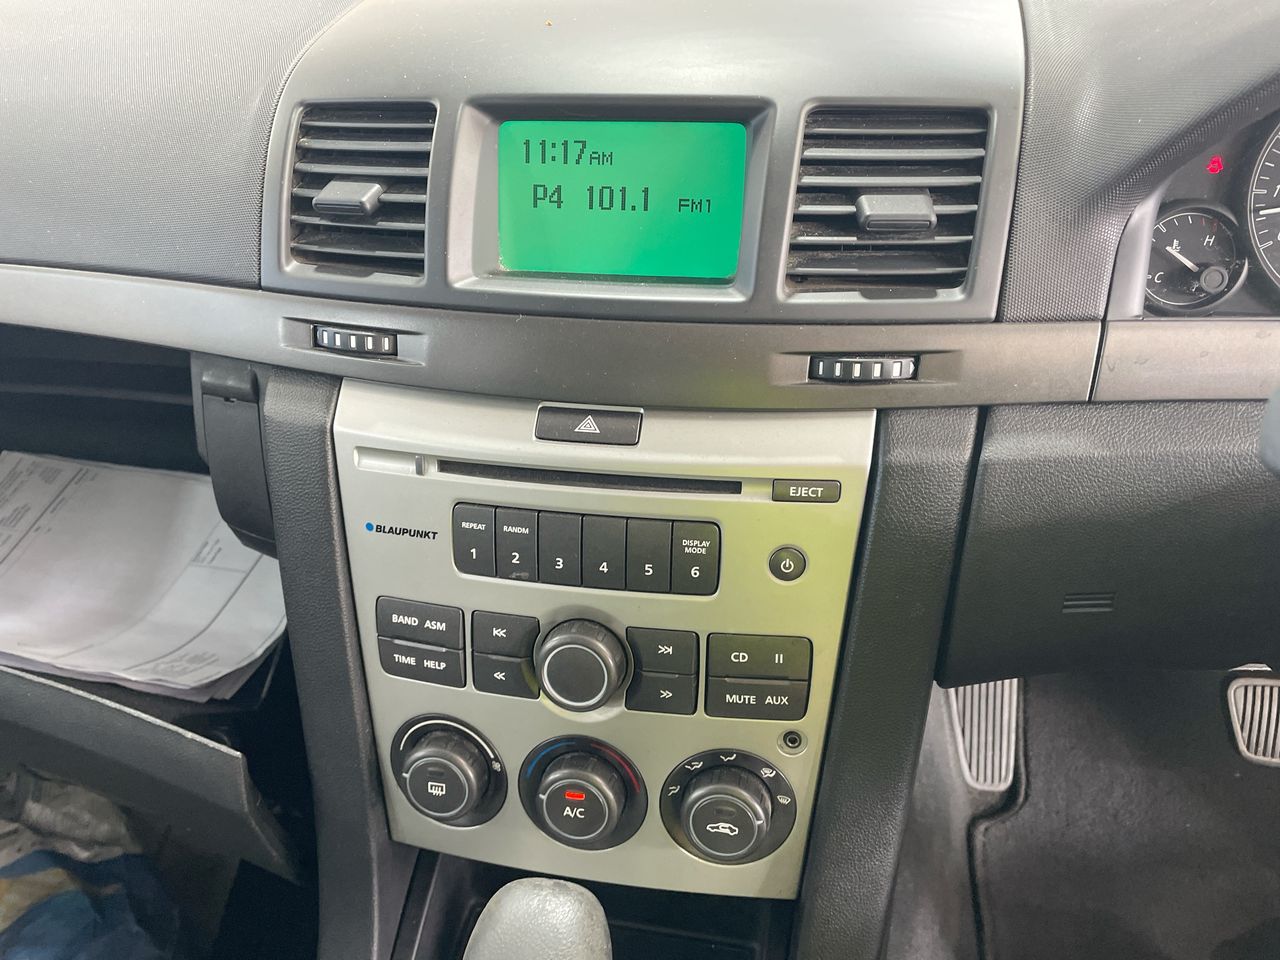 11:17AM
P4 101.1 FM1
H
C
EJECT
BLAUPUNKT
REPEAT
1
RANDM
2
3
4
5
DISPLAY
MODE
6
BAND ASM
TIME HELP
CD
MUTE AUX
A/C